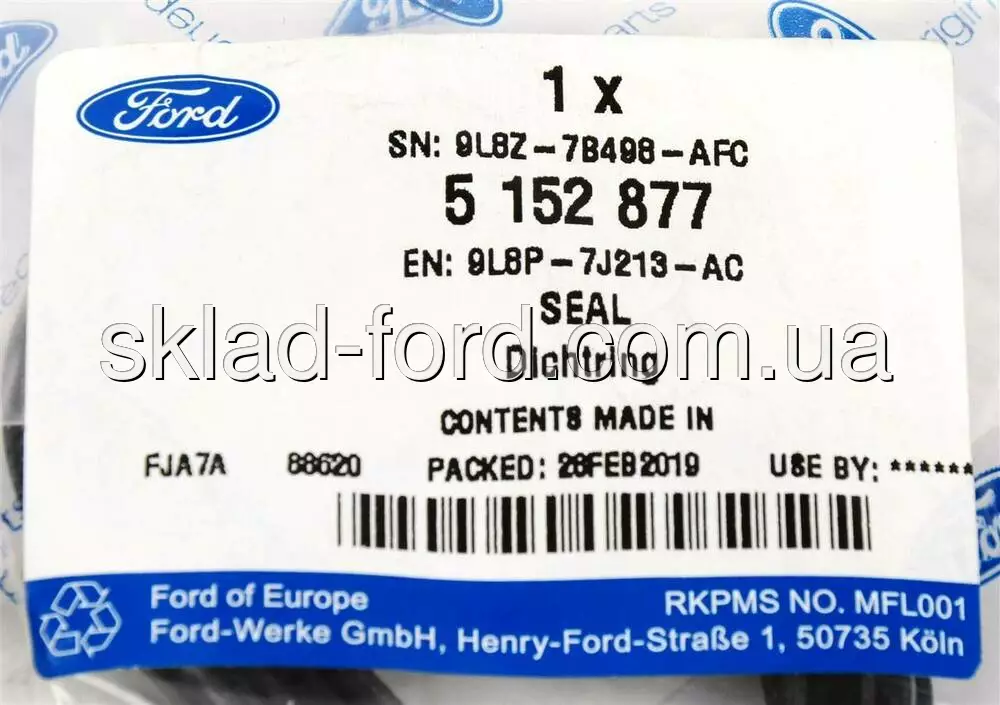 Ford
1 x
SN: 9L8Z-7B498-AFC
5 152 877
EN: 9L8P-7J213-AC
SEAL
sklad-ford.com.ua
Dichtring
CONTENTS MADE IN
FJA7A 88620 PACKED: 28FEB2019 USE BY: ******
Ford of Europe
RKPMS NO. MFL001
Ford-Werke GmbH, Henry-Ford-Straße 1, 50735 Köln